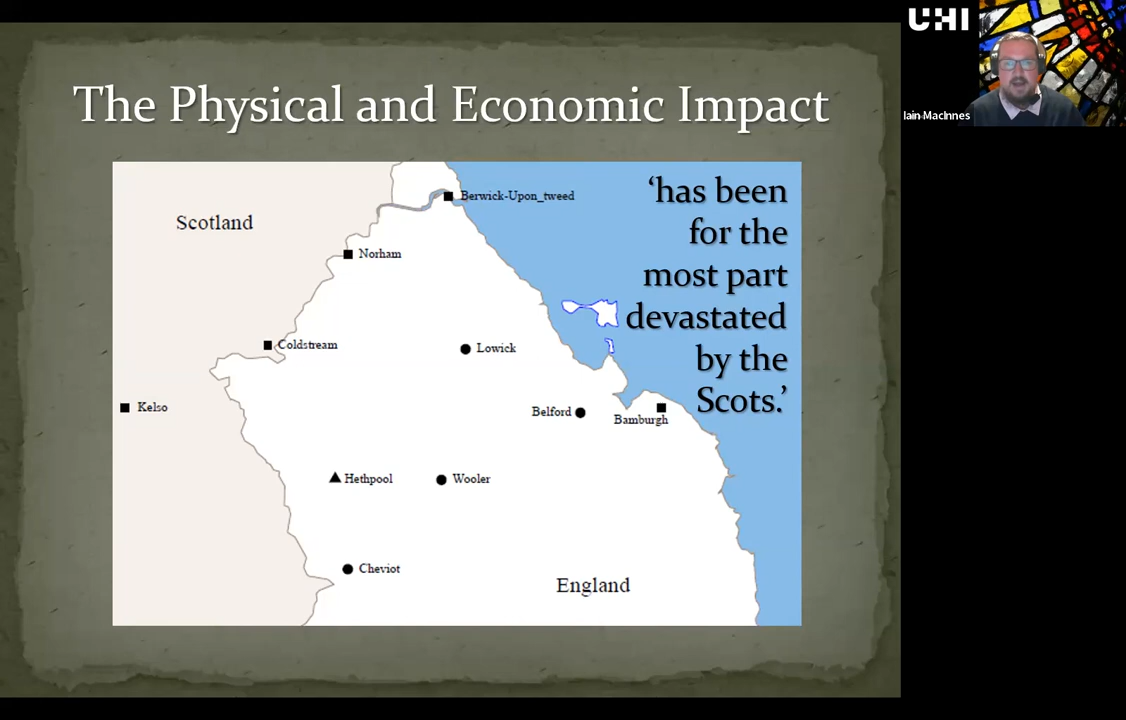 UHI
Iain MacInnes
The Physical and Economic Impact
Scotland
Berwick-Upon_tweed
Norham
Coldstream
Lowick
Kelso
Belford
Bamburgh
Hethpool
Wooler
Cheviot
England
‘has been
for the
most part
devastated
by the
Scots.’